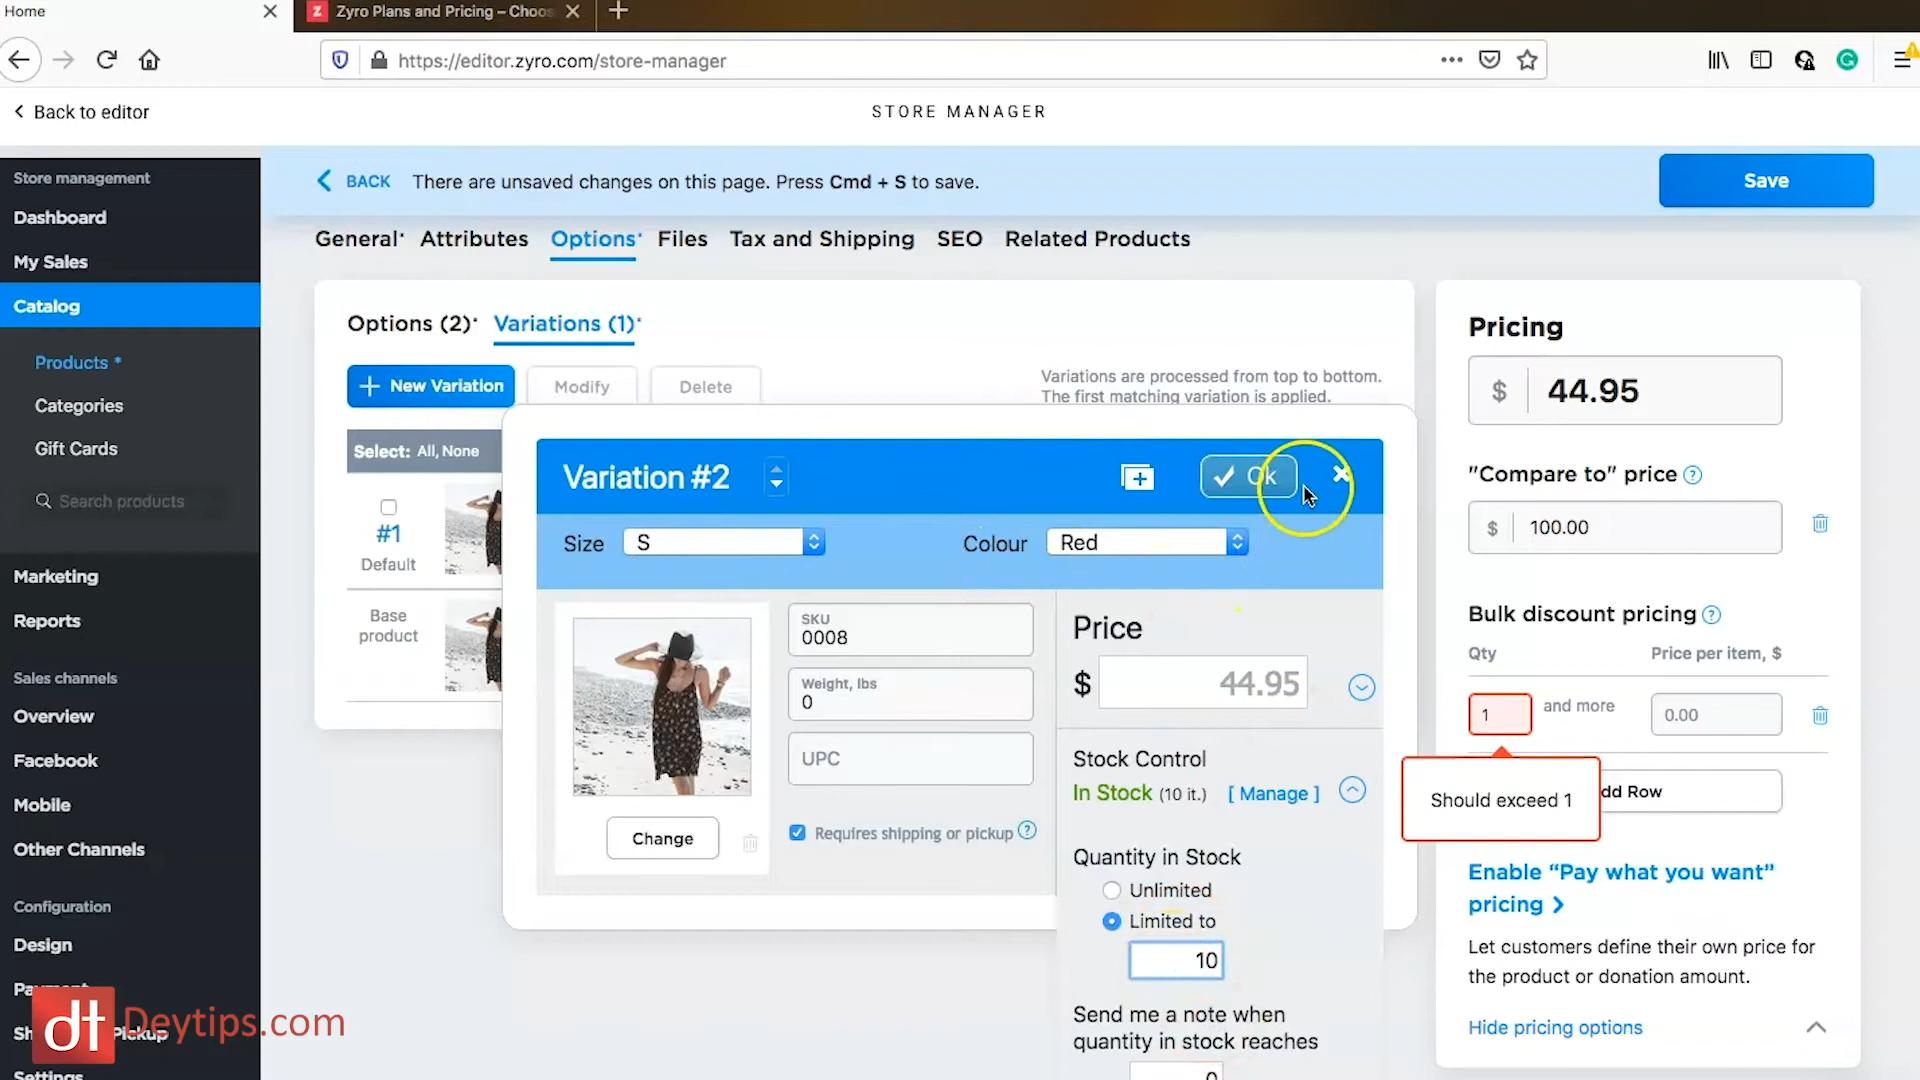 Home
Zyro Plans and Pricing – Choos
https://editor.zyro.com/store-manager
Back to editor
STORE MANAGER
BACK
There are unsaved changes on this page. Press Cmd + S to save.
Save
General
Attributes
Options
Files
Tax and Shipping
SEO
Related Products
Store management
Dashboard
My Sales
Catalog
Products *
Categories
Gift Cards
Search products
Marketing
Reports
Sales channels
Overview
Facebook
Mobile
Other Channels
Configuration
Design
Settings
dt Deytips.com
Options (2)
Variations (1)
New Variation
Modify
Delete
Variations are processed from top to bottom.
The first matching variation is applied.
Select: All, None
#1
Default
Base
product
Variation #2
Ok
Size
S
Colour
Red
SKU
0008
Weight, lbs
0
UPC
Requires shipping or pickup
Change
Price
$ 44.95
Stock Control
In Stock (10 it.) [ Manage ]
Quantity in Stock
Unlimited
Limited to
10
Send me a note when
quantity in stock reaches
0
Pricing
$ 44.95
"Compare to" price
$ 100.00
Bulk discount pricing
Qty
Price per item, $
1
and more
0.00
Should exceed 1
dd Row
Enable “Pay what you want”
pricing
Let customers define their own price for
the product or donation amount.
Hide pricing options